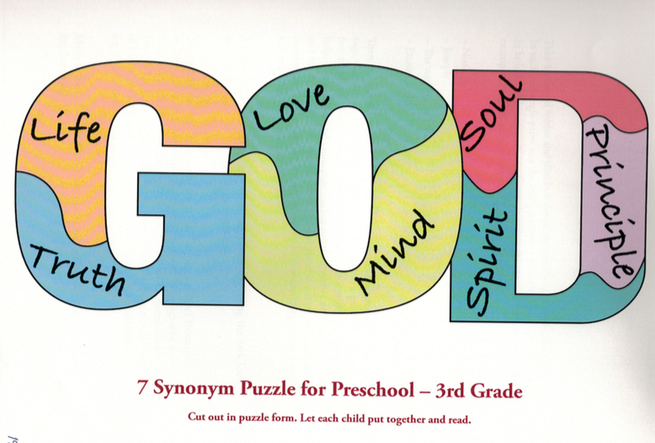 GOD
Life
Truth
Love
Mind
Soul
Spirit
Principle
7 Synonym Puzzle for Preschool – 3rd Grade
Cut out in puzzle form. Let each child put together and read.